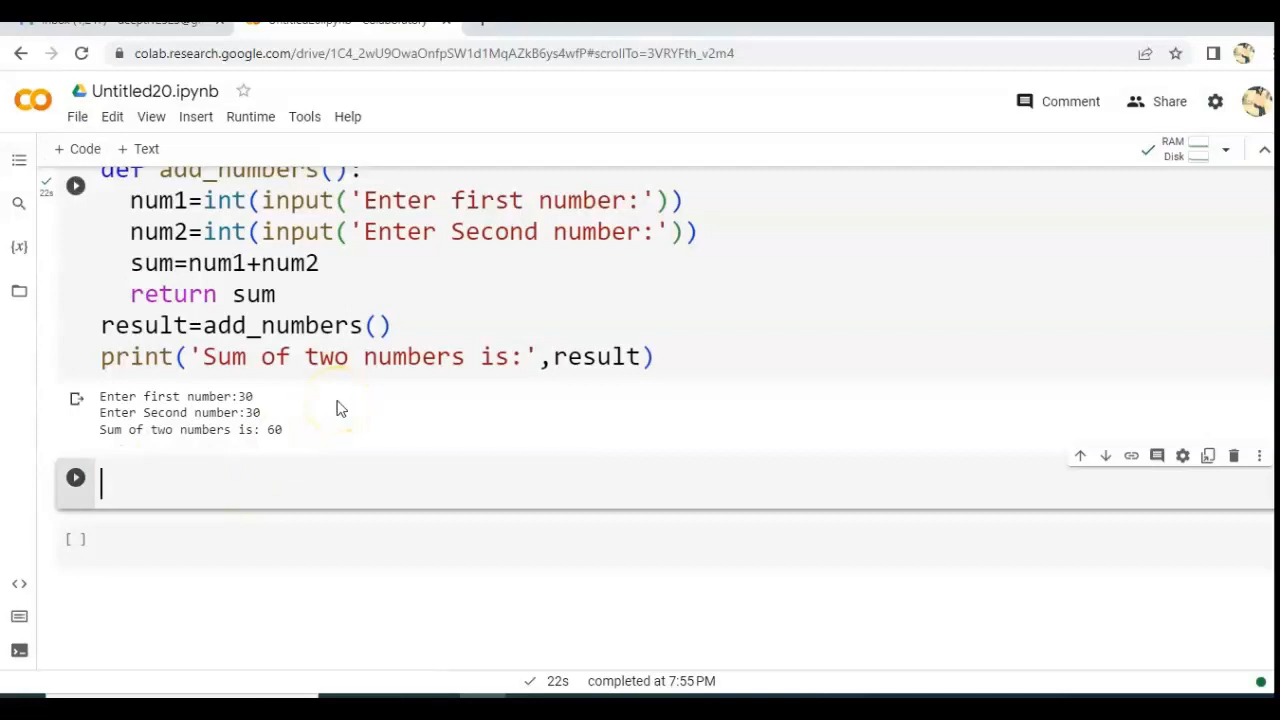 colab.research.google.com/drive/1C4_2wU9OwaOnfpSW1d1MqAZkB6ys4wfP#scrollTo=3VRYFth_v2m4
Untitled20.ipynb
Comment
Share
File Edit View Insert Runtime Tools Help
+ Code + Text
RAM
Disk
def add_numbers():
22s
num1=int(input('Enter first number:'))
num2=int(input('Enter Second number:'))
sum=num1+num2
return sum
result=add_numbers()
print('Sum of two numbers is:',result)
Enter first number:30
Enter Second number:30
Sum of two numbers is: 60
[ ]
22s completed at 7:55 PM